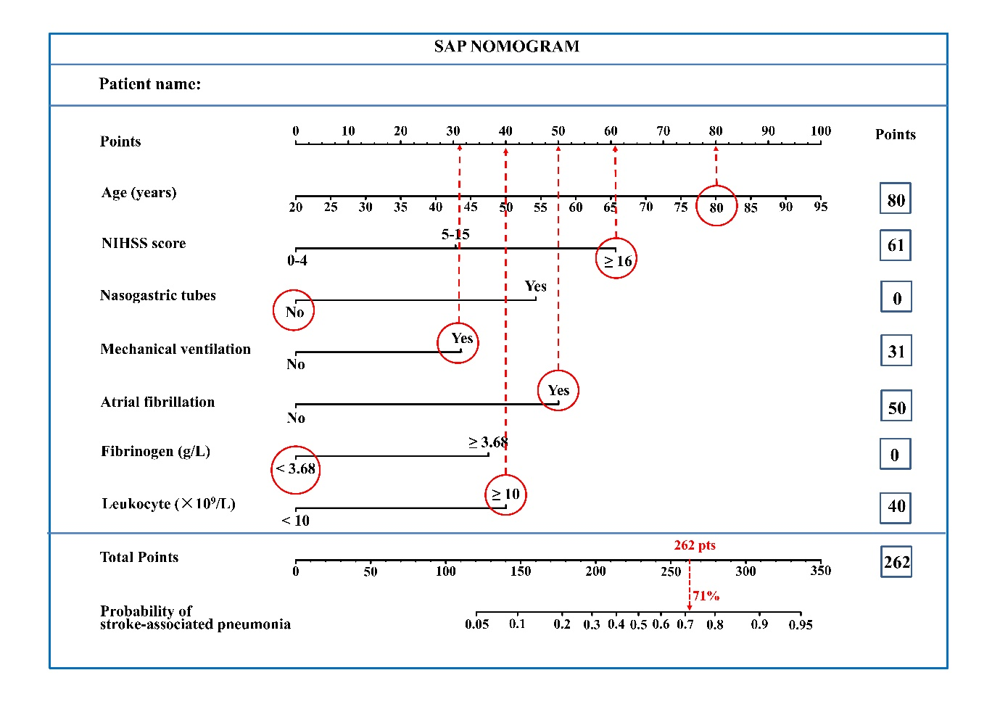 SAP NOMOGRAM
Patient name:
Points 0 10 20 30 40 50 60 70 80 90 100 Points
Age (years) 20 25 30 35 40 45 50 55 60 65 70 75 80 85 90 95 80
NIHSS score 0-4 5-15 ≥ 16 61
Nasogastric tubes No Yes 0
Mechanical ventilation No Yes 31
Atrial fibrillation No Yes 50
Fibrinogen (g/L) < 3.68 ≥ 3.68 0
Leukocyte (×10⁹/L) < 10 ≥ 10 40
262 pts
Total Points 0 50 100 150 200 250 300 350 262
71%
Probability of
stroke-associated pneumonia 0.05 0.1 0.2 0.3 0.4 0.5 0.6 0.7 0.8 0.9 0.95